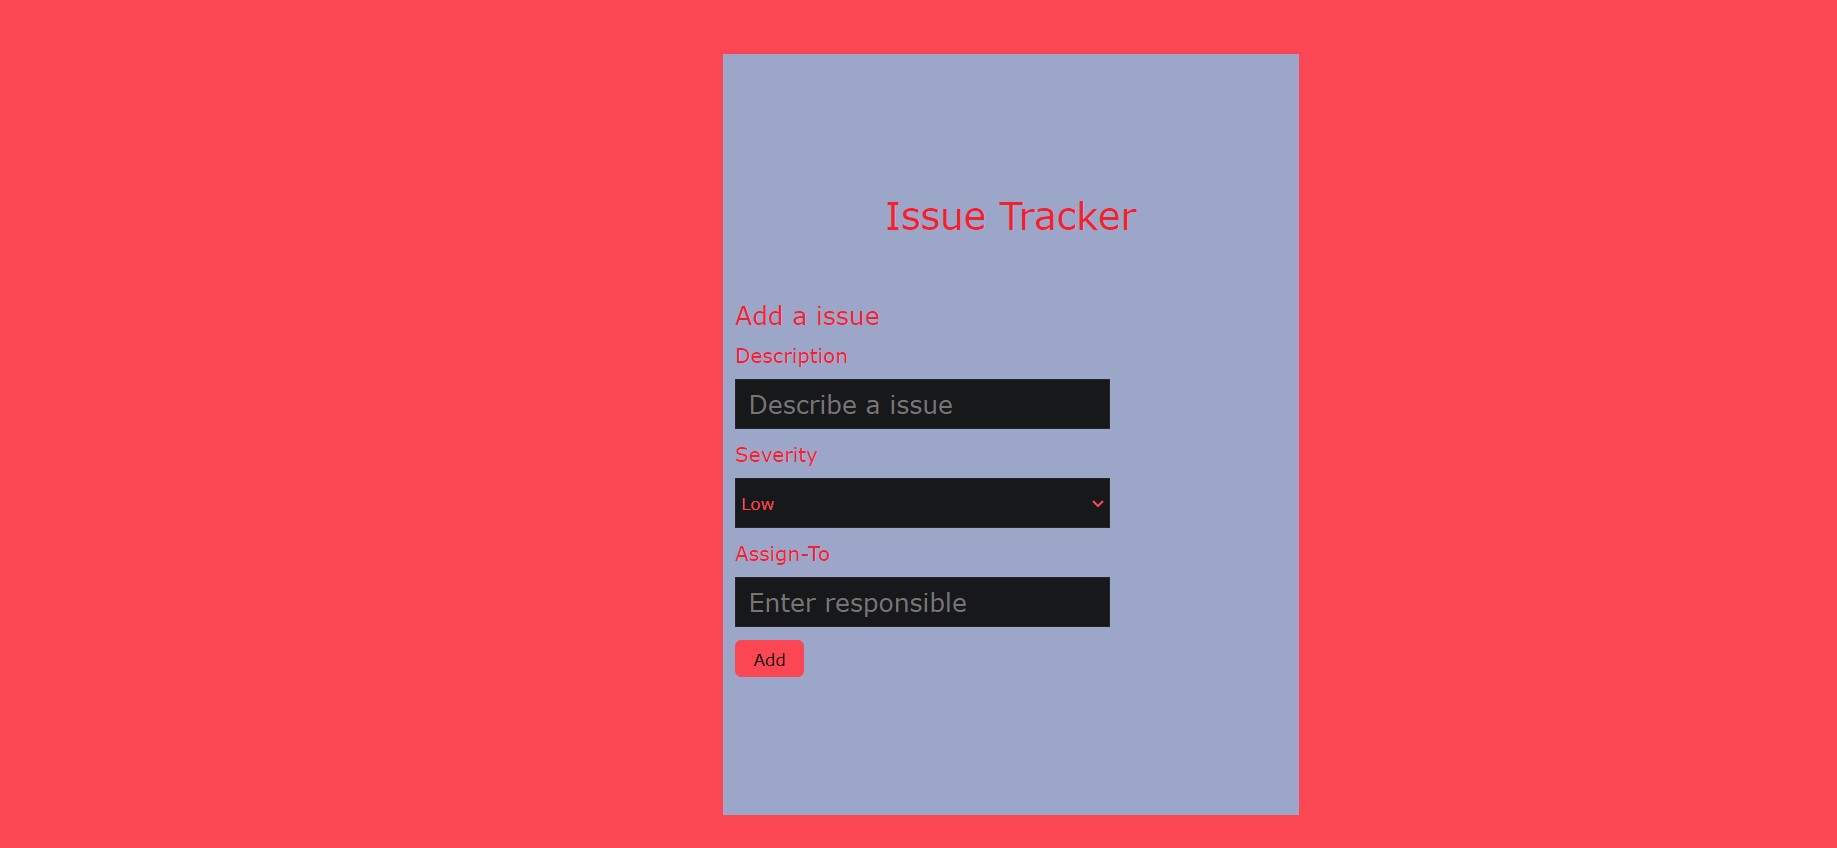 Issue Tracker
Add a issue
Description
Describe a issue
Severity
Low
Assign-To
Enter responsible
Add